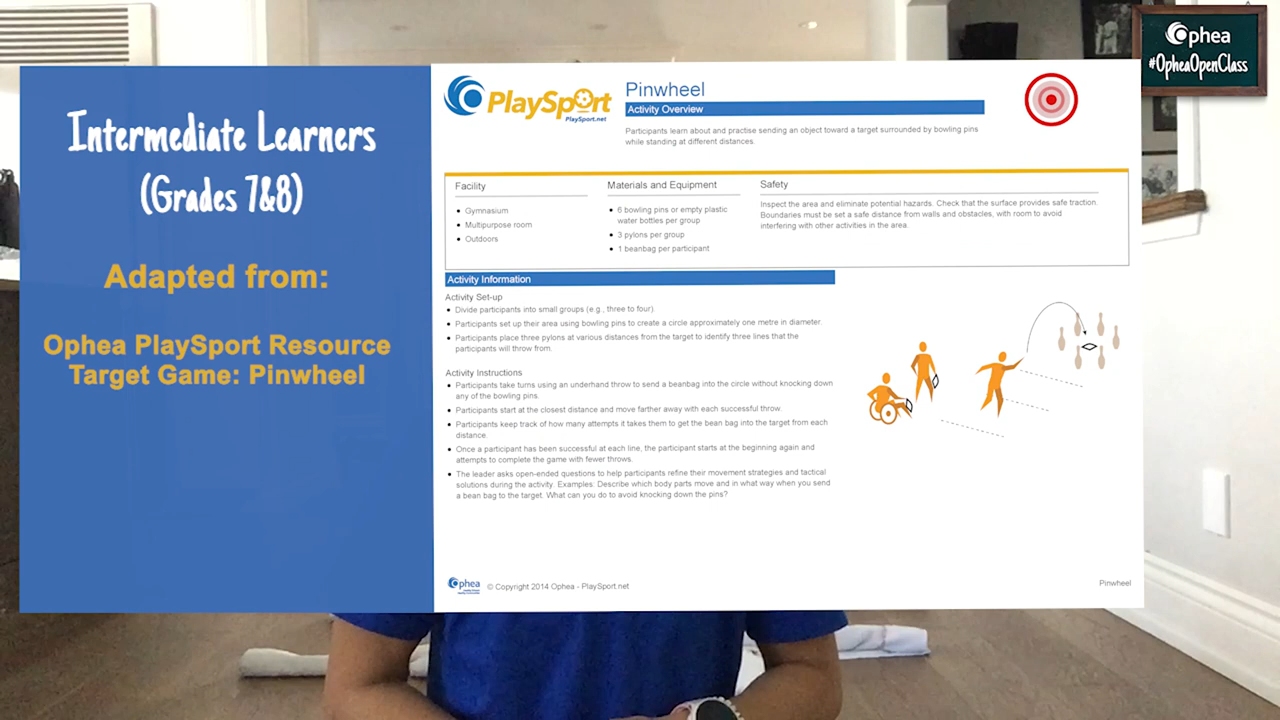 Ophea
#OpheaOpenClass
Intermediate Learners
(Grades 7&8)
Adapted from:
Ophea PlaySport Resource
Target Game: Pinwheel
PlaySport
PlaySport.net
Pinwheel
Activity Overview
Participants learn about and practise sending an object toward a target surrounded by bowling pins
while standing at different distances.
Facility
• Gymnasium
• Multipurpose room
• Outdoors
Materials and Equipment
• 6 bowling pins or empty plastic
water bottles per group
• 3 pylons per group
• 1 beanbag per participant
Safety
Inspect the area and eliminate potential hazards. Check that the surface provides safe traction.
Boundaries must be set a safe distance from walls and obstacles, with room to avoid
interfering with other activities in the area.
Activity Information
Activity Set-up
• Divide participants into small groups (e.g., three to four).
• Participants set up their area using bowling pins to create a circle approximately one metre in diameter.
• Participants place three pylons at various distances from the target to identify three lines that the
participants will throw from.
Activity Instructions
• Participants take turns using an underhand throw to send a beanbag into the circle without knocking down
any of the bowling pins.
• Participants start at the closest distance and move farther away with each successful throw.
• Participants keep track of how many attempts it takes them to get the bean bag into the target from each
distance.
• Once a participant has been successful at each line, the participant starts at the beginning again and
attempts to complete the game with fewer throws.
• The leader asks open-ended questions to help participants refine their movement strategies and tactical
solutions during the activity. Examples: Describe which body parts move and in what way when you send
a bean bag to the target. What can you do to avoid knocking down the pins?
Ophea
© Copyright 2014 Ophea - PlaySport.net
Pinwheel